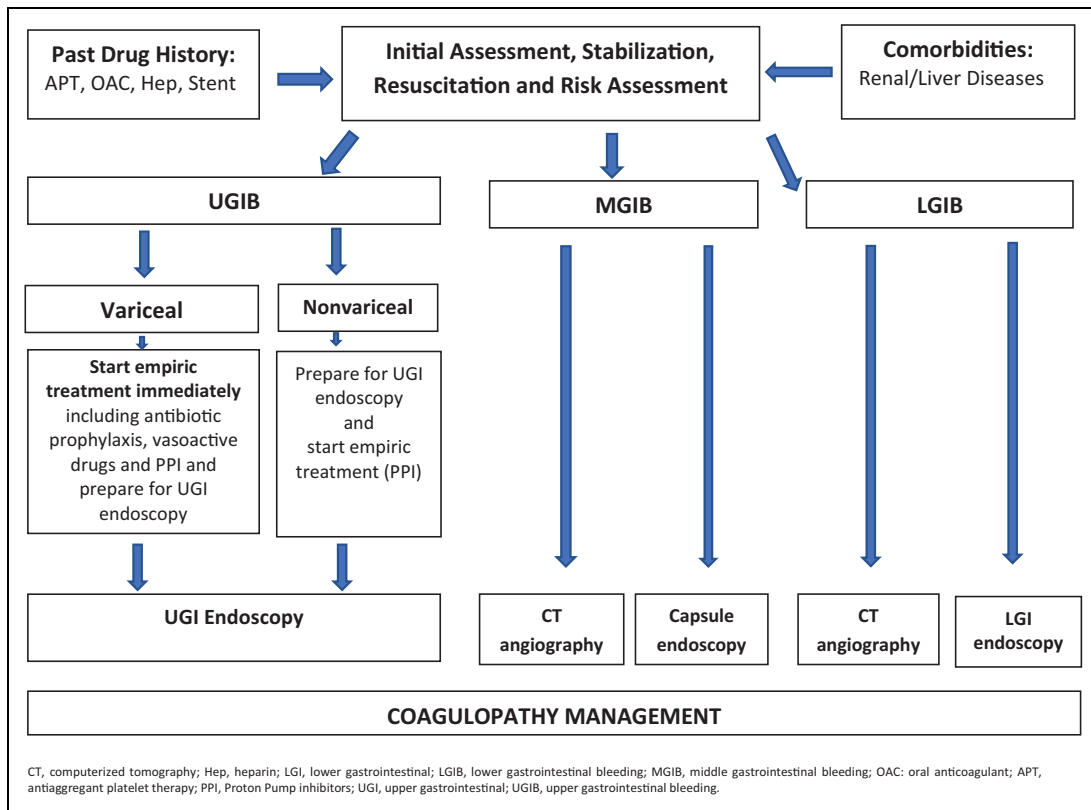 Past Drug History:
APT, OAC, Hep, Stent
Initial Assessment, Stabilization,
Resuscitation and Risk Assessment
Comorbidities:
Renal/Liver Diseases
UGIB
MGIB
LGIB
Variceal
Nonvariceal
Start empiric
treatment immediately
including antibiotic
prophylaxis, vasoactive
drugs and PPI and
prepare for UGI
endoscopy
Prepare for UGI
endoscopy
and
start empiric
treatment (PPI)
UGI Endoscopy
CT
angiography
Capsule
endoscopy
CT
angiography
LGI
endoscopy
COAGULOPATHY MANAGEMENT
CT, computerized tomography; Hep, heparin; LGI, lower gastrointestinal; LGIB, lower gastrointestinal bleeding; MGIB, middle gastrointestinal bleeding; OAC: oral anticoagulant; APT,
antiaggregant platelet therapy; PPI, Proton Pump inhibitors; UGI, upper gastrointestinal; UGIB, upper gastrointestinal bleeding.